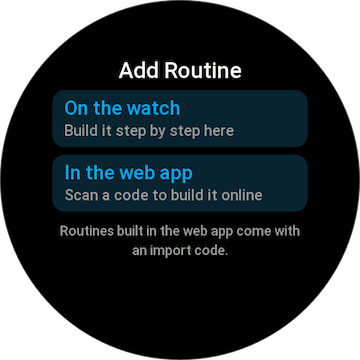 Add Routine
On the watch
Build it step by step here
In the web app
Scan a code to build it online
Routines built in the web app come with
an import code.